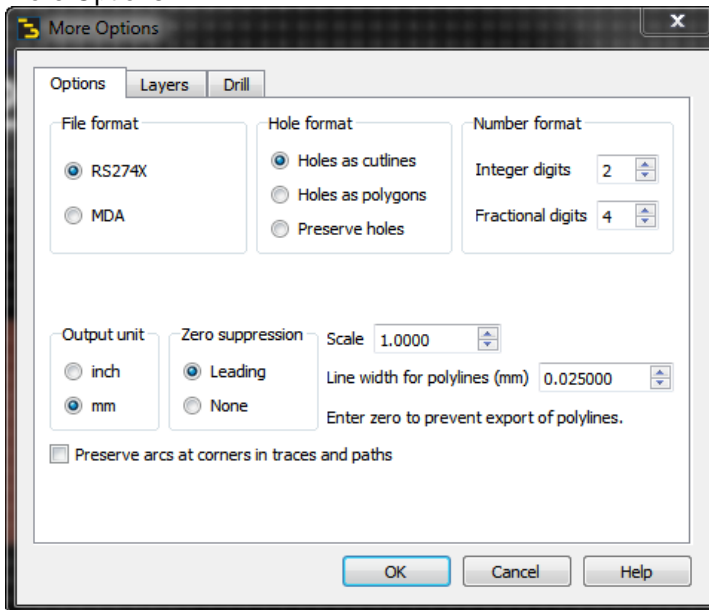 More Options
x
Options Layers Drill
File format Hole format Number format
RS274X Holes as cutlines Integer digits 2
MDA Holes as polygons Fractional digits 4
Preserve holes
Output unit Zero suppression Scale 1.0000
inch Leading Line width for polylines (mm) 0.025000
mm None Enter zero to prevent export of polylines.
Preserve arcs at corners in traces and paths
OK Cancel Help